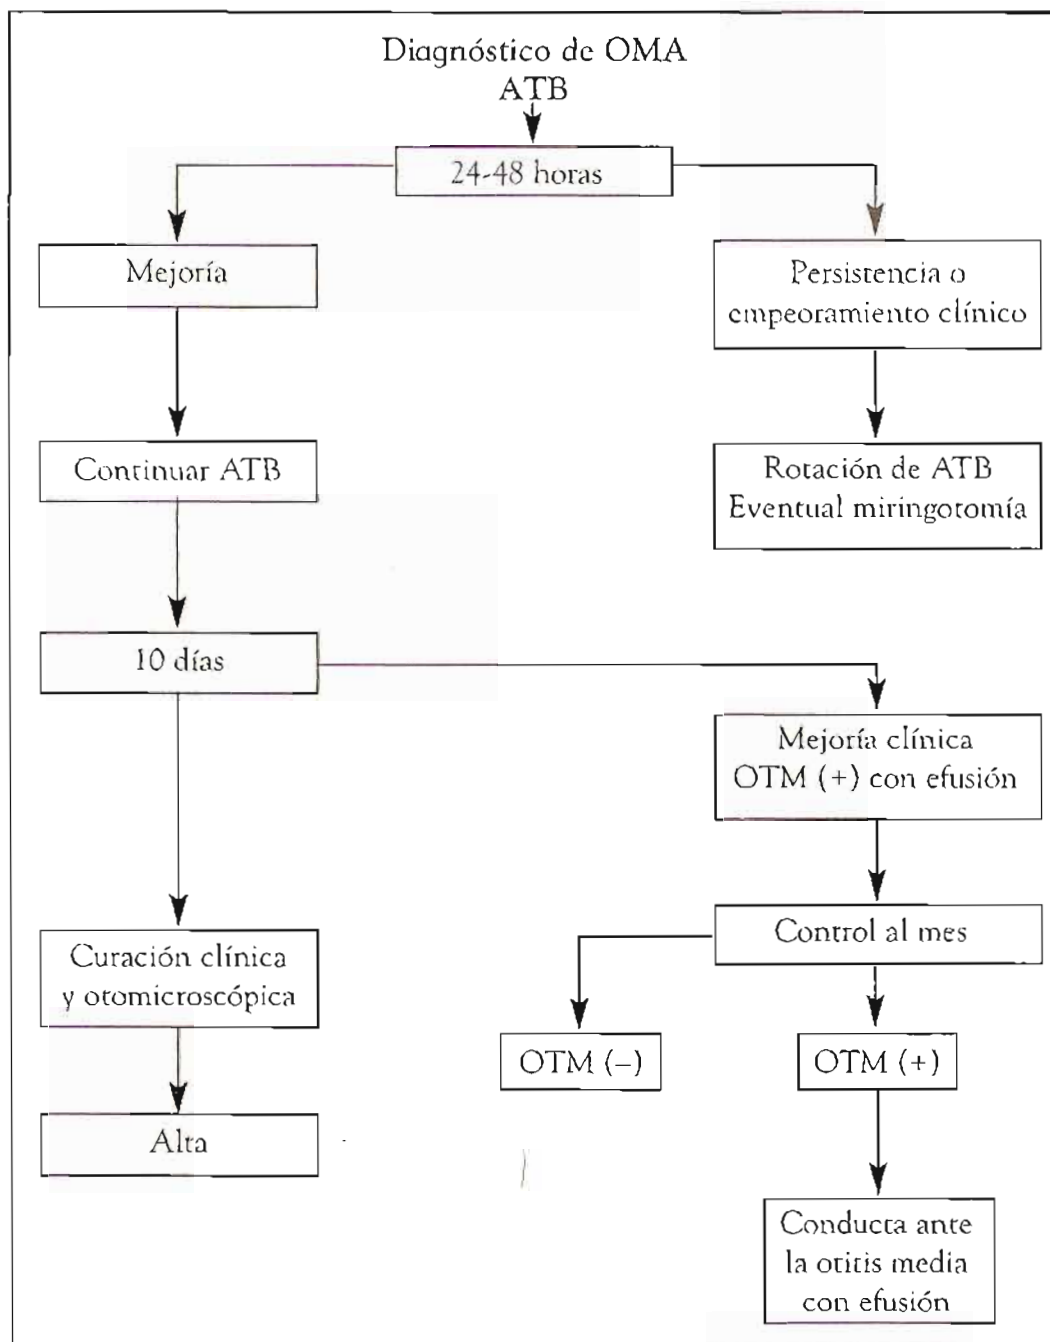 Diagnóstico de OMA
ATB
24-48 horas
Mejoría
Persistencia o
empeoramiento clínico
Continuar ATB
Rotación de ATB
Eventual miringotomía
10 días
Mejoría clínica
OTM (+) con efusión
Curación clínica
y otomicroscópica
Control al mes
OTM (–)
OTM (+)
Alta
Conducta ante
la otitis media
con efusión